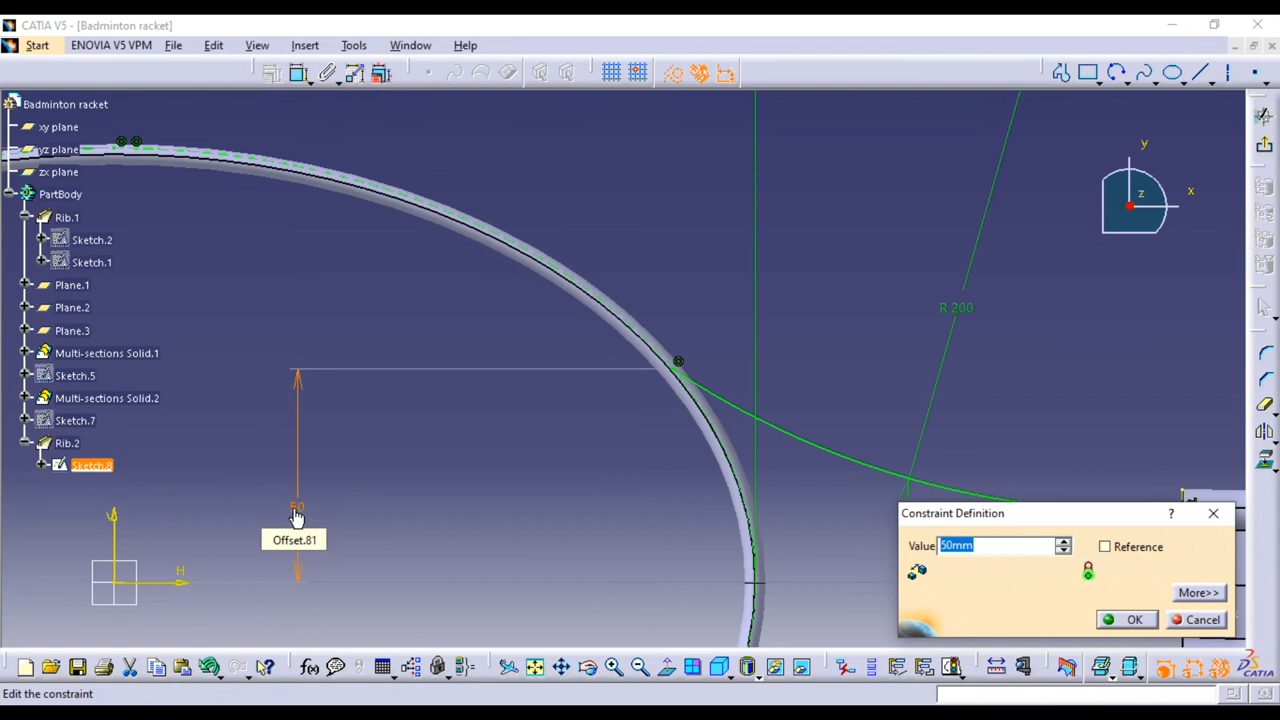 CATIA V5 - [Badminton racket]
Start ENOVIA V5 VPM File Edit View Insert Tools Window Help
Badminton racket
xy plane
yz plane
zx plane
PartBody
Rib.1
Sketch.2
Sketch.1
Plane.1
Plane.2
Plane.3
Multi-sections Solid.1
Sketch.5
Multi-sections Solid.2
Sketch.7
Rib.2
Sketch.8
y
x
z
R 200
50
Offset.81
V
H
Constraint Definition ?
Value 50mm Reference
More>>
OK Cancel
f(x)
CATIA
Edit the constraint